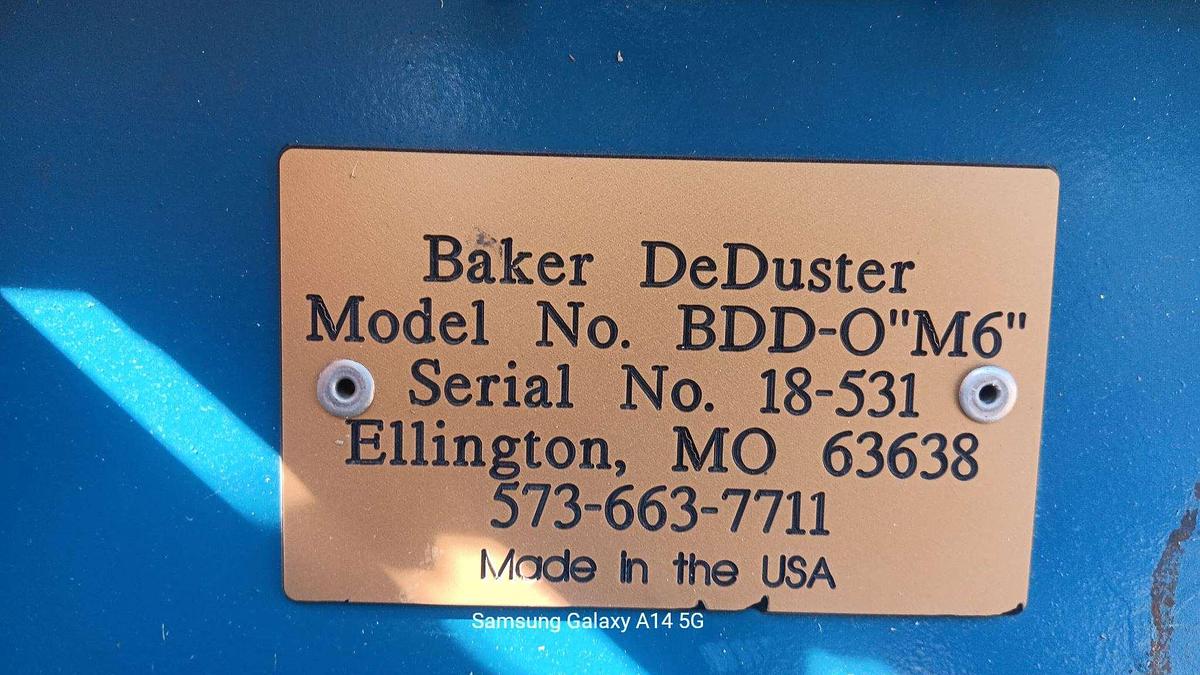 Baker DeDuster
Model No. BDD-O"M6"
Serial No. 18-531
Ellington, MO 63638
573-663-7711
Made in the USA
Samsung Galaxy A14 5G